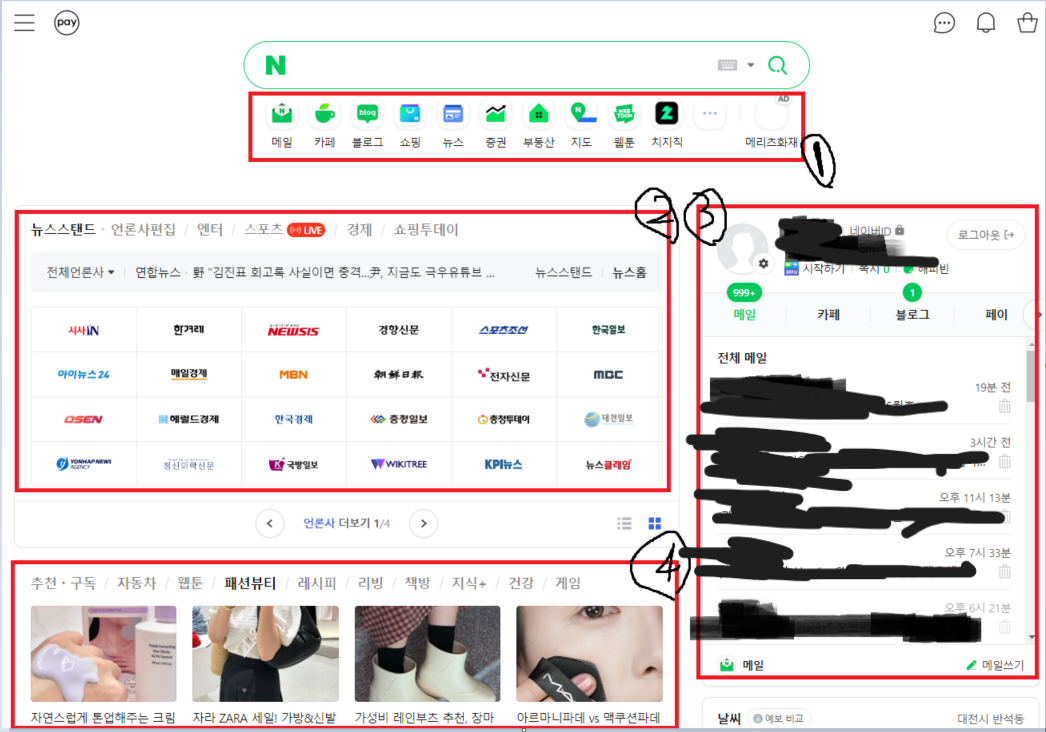 pay
N
AD
메일 카페 블로그 쇼핑 뉴스 증권 부동산 지도 웹툰 치지직 ... 메리츠화재
blog
WEB TOON
1
2
3
4
뉴스스탠드 · 언론사편집 / 엔터 / 스포츠 LIVE / 경제 / 쇼핑투데이
전체언론사 연합뉴스 · 野 "김진표 회고록 사실이면 충격...尹, 지금도 극우유튜브 ... 뉴스스탠드 뉴스홈
시사IN 한겨레 NEWSIS 경향신문 스포츠조선 한국일보
아이뉴스24 매일경제 MBN 朝鮮日報 전자신문 MBC
OSEN 헤럴드경제 한국경제 충청일보 충청투데이 대전일보
YONHAP NEWS AGENCY 정신의학신문 국방일보 WIKITREE KPI뉴스 뉴스클레임
언론사 더보기 1/4
네이버ID
로그아웃
시작하기 쪽지 0 해피빈
999+ 1
메일 카페 블로그 페이
전체 메일
19분 전
3시간 전
오후 11시 13분
오후 7시 33분
오후 6시 21분
메일 메일쓰기
추천 · 구독 / 자동차 / 웹툰 / 패션뷰티 / 레시피 / 리빙 / 책방 / 지식+ / 건강 / 게임
MAC
자연스럽게 톤업해주는 크림 자라 ZARA 세일! 가방&신발 가성비 레인부츠 추천, 장마 아르마니파데 vs 맥쿠션파데
날씨 예보 비교 대전시 반석동